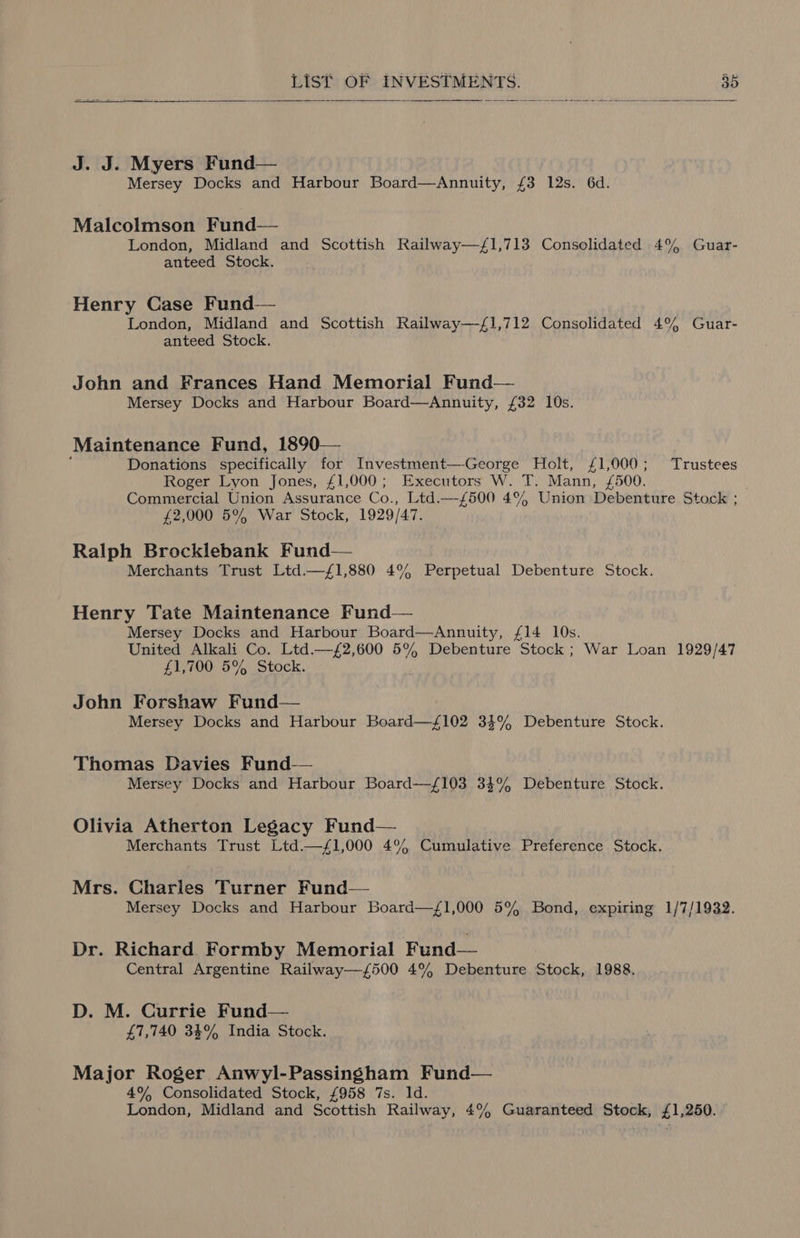 LIST OF INVESTMENTS. 35
J. J. Myers Fund—
Mersey Docks and Harbour Board—Annuity, £3 12s. 6d.
Malcolmson Fund—
London, Midland and Scottish Railway—£1,713 Consolidated 4% Guar-
anteed Stock.
Henry Case Fund—
London, Midland and Scottish Railway—£1,712 Consolidated 4% Guar-
anteed Stock.
John and Frances Hand Memorial Fund—
Mersey Docks and Harbour Board—Annuity, £32 10s.
Maintenance Fund, 1890—
Donations specifically for Investment—George Holt, £1,000; Trustees
Roger Lyon Jones, £1,000; Executors W. T. Mann, £500.
Commercial Union Assurance Co., Ltd.—£500 4% Union Debenture Stock;
£2,000 5% War Stock, 1929/47.
Ralph Brocklebank Fund—
Merchants Trust Ltd.—£1,880 4% Perpetual Debenture Stock.
Henry Tate Maintenance Fund—
Mersey Docks and Harbour Board—Annuity, £14 10s.
United Alkali Co. Ltd.—£2,600 5% Debenture Stock; War Loan 1929/47
£1,700 5% Stock.
John Forshaw Fund—
Mersey Docks and Harbour Board—£102 3½% Debenture Stock.
Thomas Davies Fund—
Mersey Docks and Harbour Board—£103 3½% Debenture Stock.
Olivia Atherton Legacy Fund—
Merchants Trust Ltd.—£1,000 4% Cumulative Preference Stock.
Mrs. Charles Turner Fund—
Mersey Docks and Harbour Board—£1,000 5% Bond, expiring 1/7/1932.
Dr. Richard Formby Memorial Fund—
Central Argentine Railway—£500 4% Debenture Stock, 1988.
D. M. Currie Fund—
£7,740 3½% India Stock.
Major Roger Anwyl-Passingham Fund—
4% Consolidated Stock, £958 7s. 1d.
London, Midland and Scottish Railway, 4% Guaranteed Stock, £1,250.